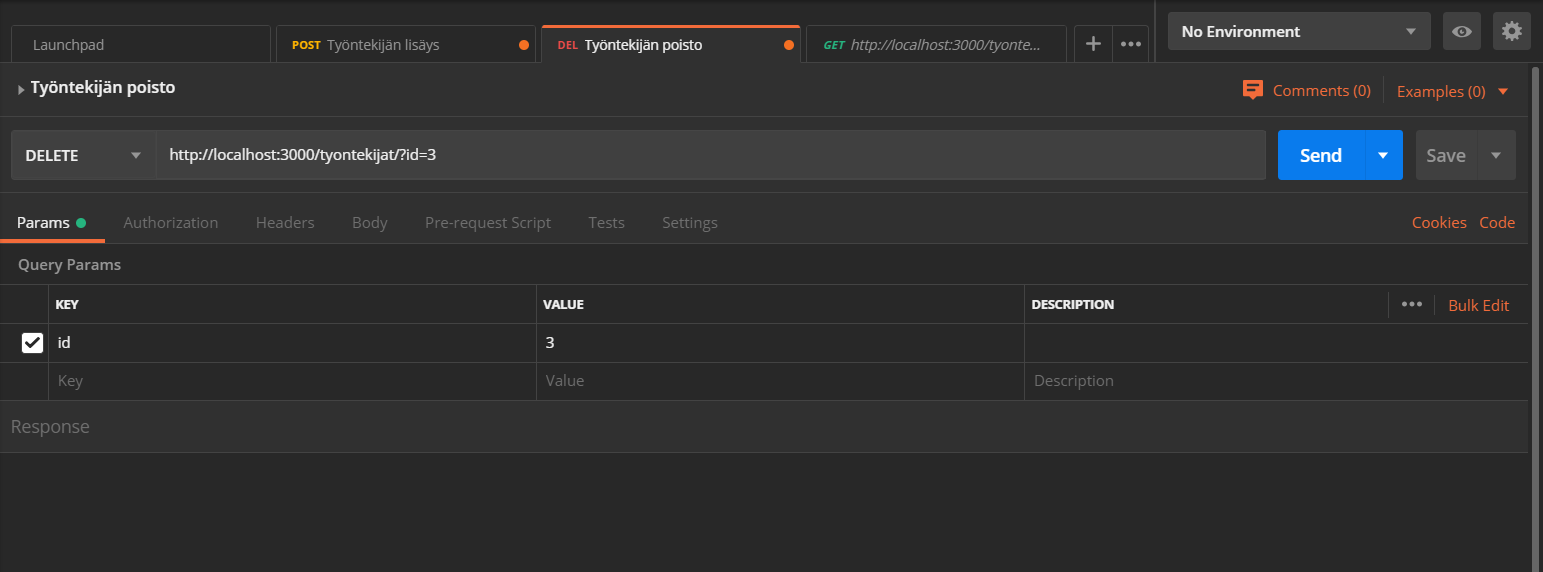 Launchpad
POST Työntekijän lisäys
DEL Työntekijän poisto
GET http://localhost:3000/tyonte...
No Environment
Työntekijän poisto
Comments (0)
Examples (0)
DELETE
http://localhost:3000/tyontekijat/?id=3
Send
Save
Params
Authorization
Headers
Body
Pre-request Script
Tests
Settings
Cookies
Code
Query Params
KEY
VALUE
DESCRIPTION
Bulk Edit
id
3
Key
Value
Description
Response